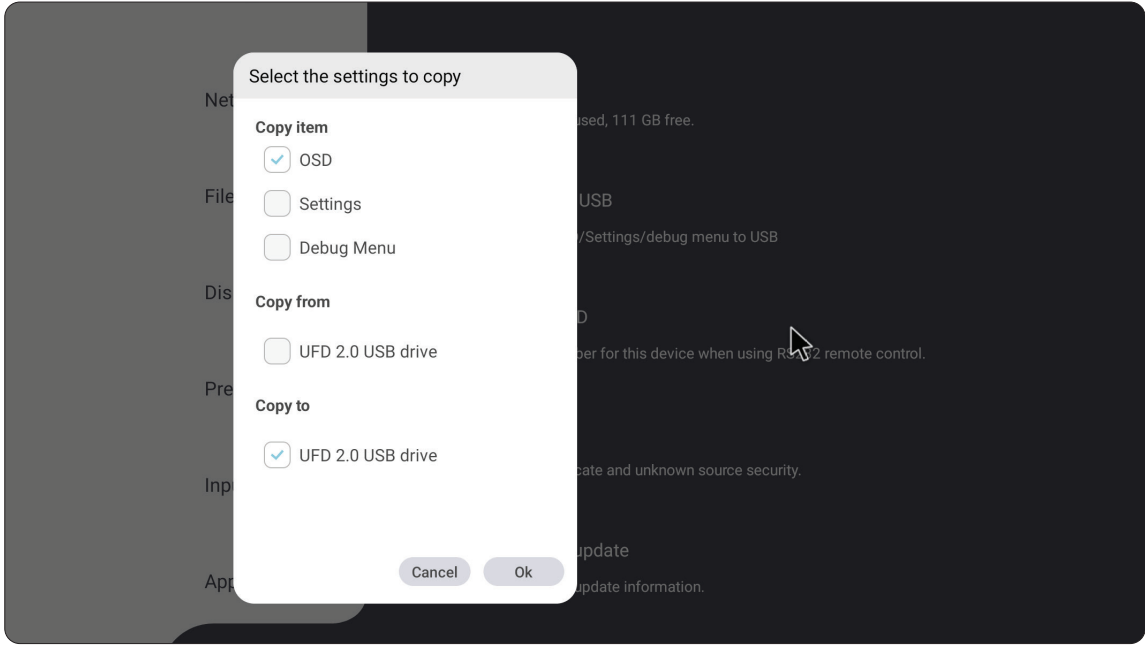 Select the settings to copy
Copy item
OSD
Settings
Debug Menu
Copy from
UFD 2.0 USB drive
Copy to
UFD 2.0 USB drive
Cancel
Ok
Net
File
Dis
Pre
Inp
App
used, 111 GB free.
USB
/Settings/debug menu to USB
D
for this device when using remote control.
and unknown source security.
update
update information.